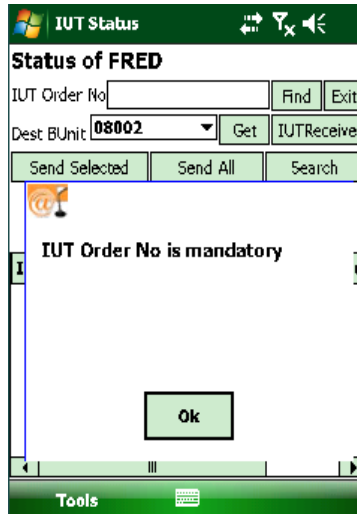 IUT Status
Status of FRED
IUT Order No Find Exit
Dest BUnit 08002 Get IUTReceive
Send Selected Send All Search
IUT Order No is mandatory
I
Ok
Tools